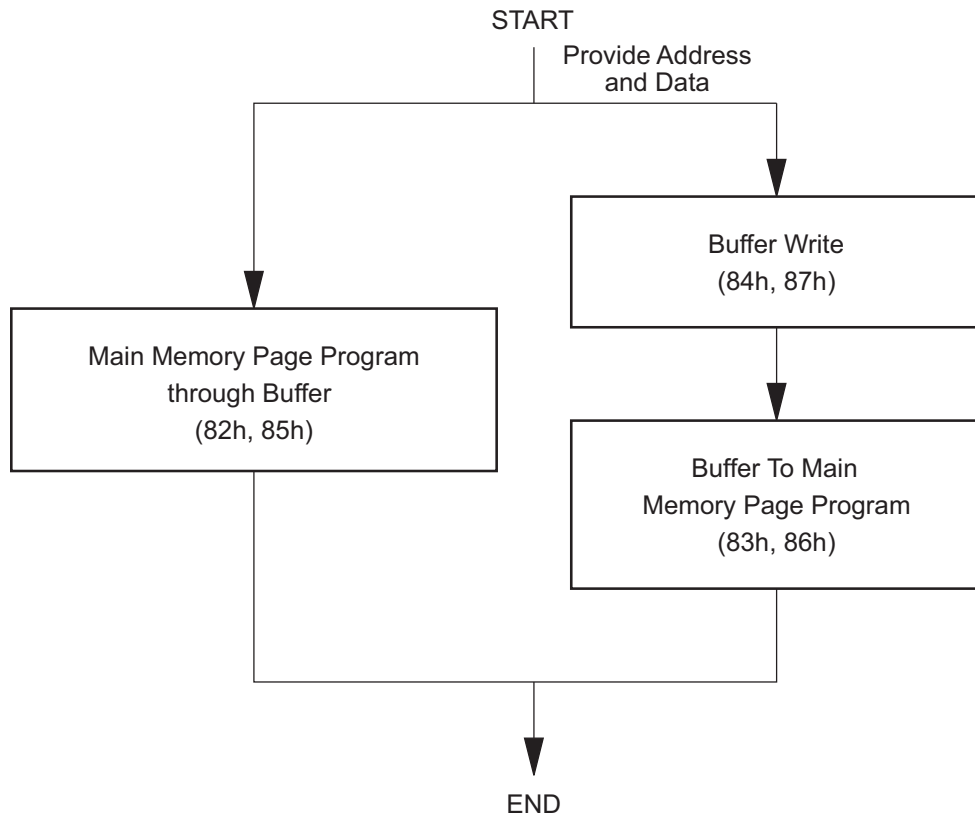 START
Provide Address
and Data
Buffer Write
(84h, 87h)
Main Memory Page Program
through Buffer
(82h, 85h)
Buffer To Main
Memory Page Program
(83h, 86h)
END